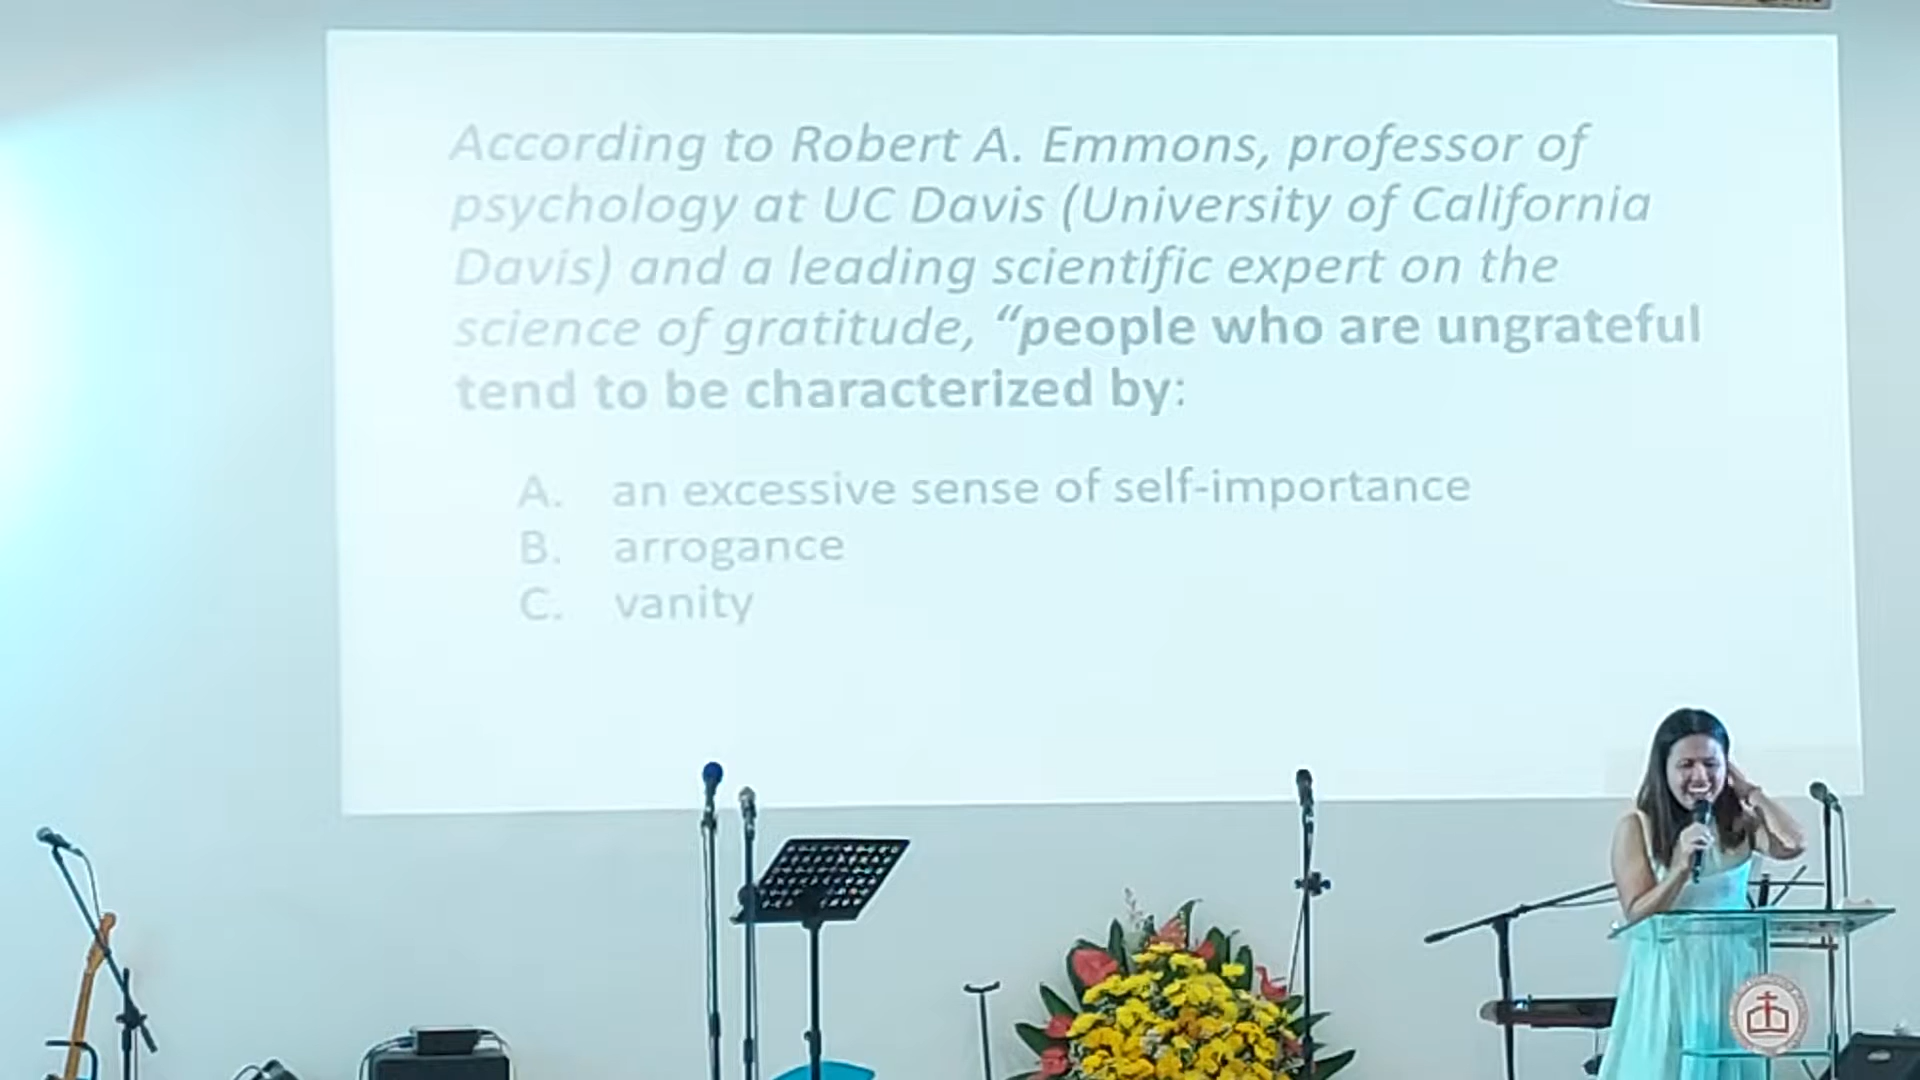 According to Robert A. Emmons, professor of
psychology at UC Davis (University of California
Davis) and a leading scientific expert on the
science of gratitude, “people who are ungrateful
tend to be characterized by:
A. an excessive sense of self-importance
B. arrogance
C. vanity